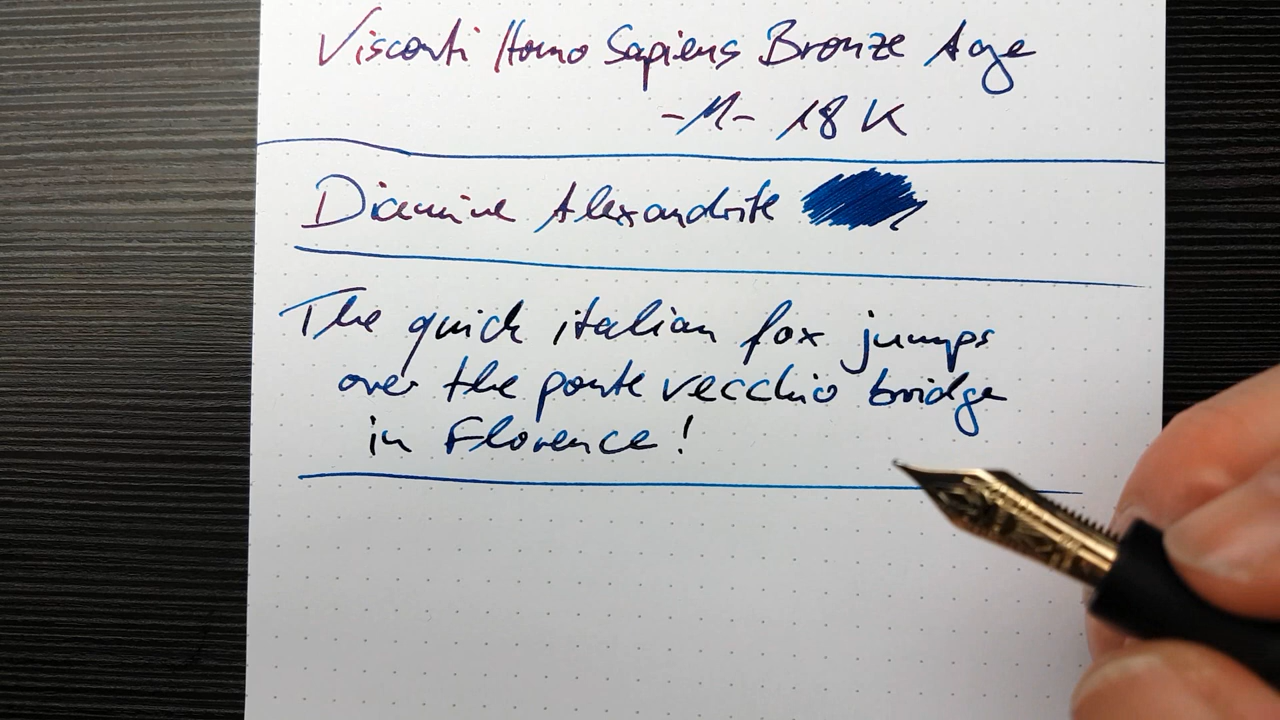 Visconti Homo Sapiens Bronze Age
-M- 18 K
Diamine Alexandrite
The quick italian fox jumps
over the ponte vecchio bridge
in Florence!